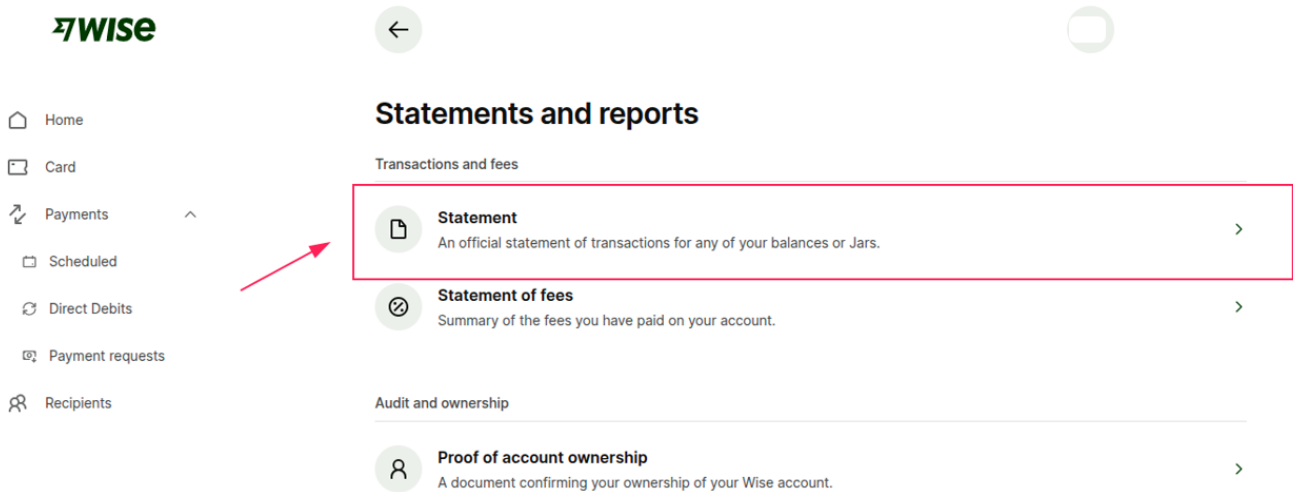 WISE
Statements and reports
Home
Card
Payments
Scheduled
Direct Debits
Payment requests
Recipients
Transactions and fees
Statement
An official statement of transactions for any of your balances or Jars.
Statement of fees
Summary of the fees you have paid on your account.
Audit and ownership
Proof of account ownership
A document confirming your ownership of your Wise account.